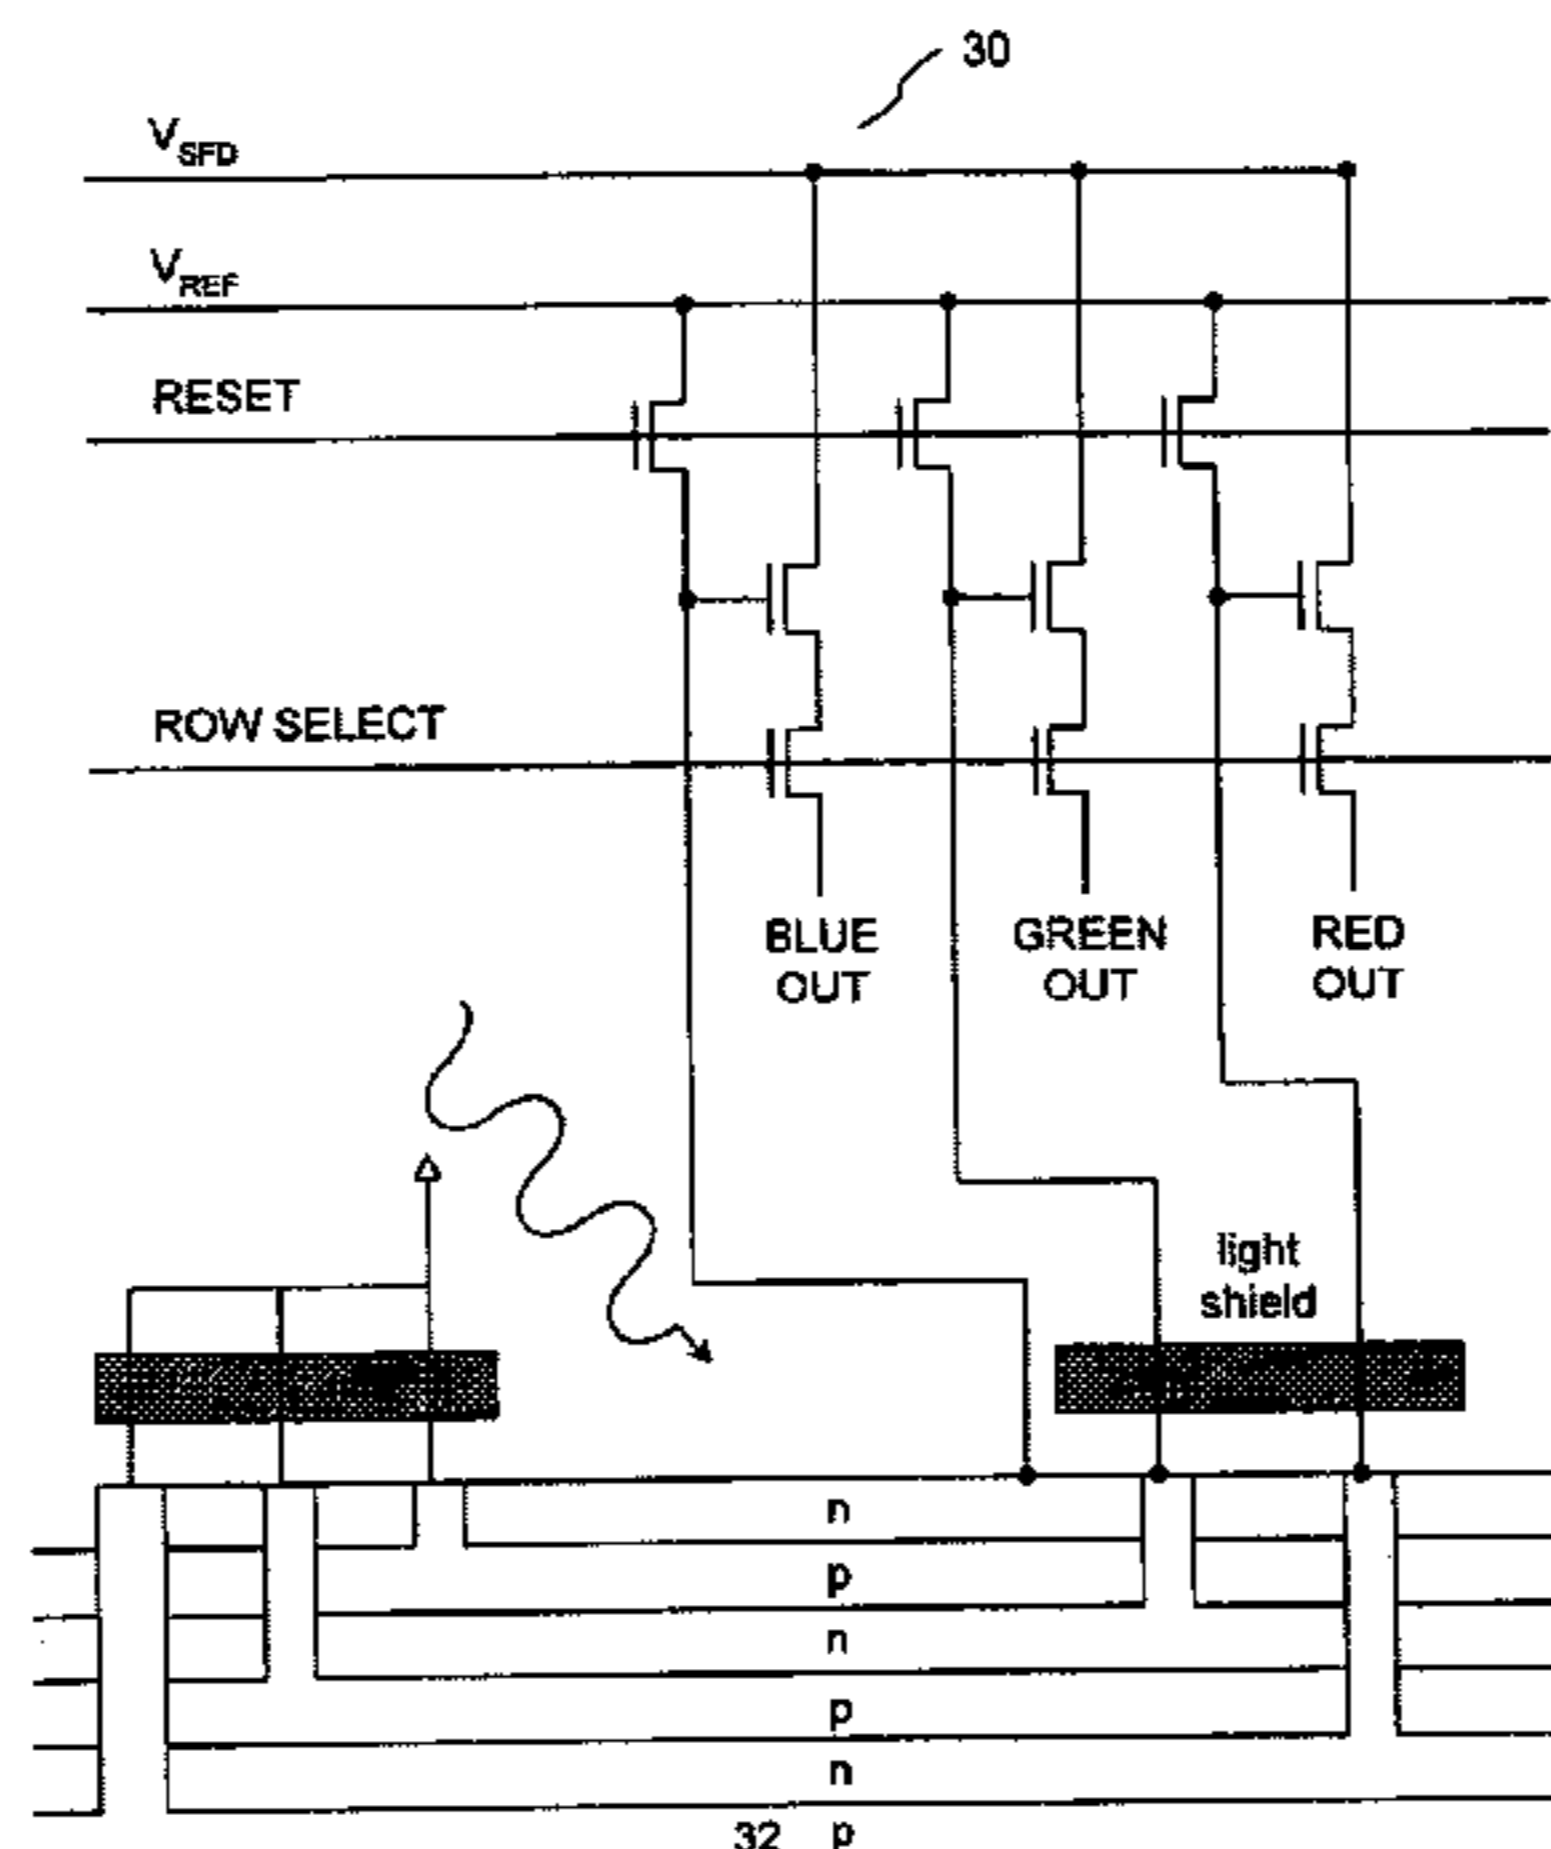 30
VSFD
VREF
RESET
ROW SELECT
BLUE OUT
GREEN OUT
RED OUT
light shield
n
p
n
p
n
32 p